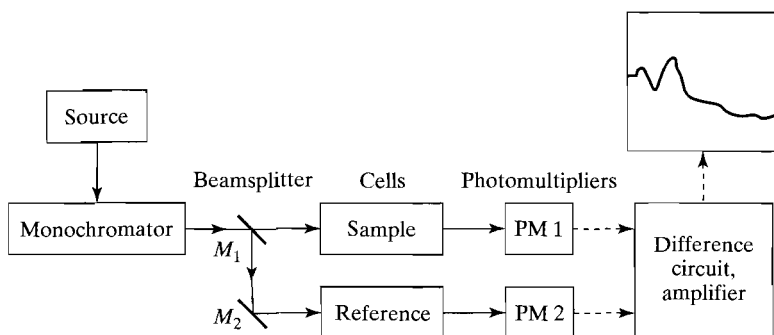 Source
Beamsplitter
Cells
Photomultipliers
Monochromator
M1
Sample
PM 1
Difference
circuit,
amplifier
M2
Reference
PM 2